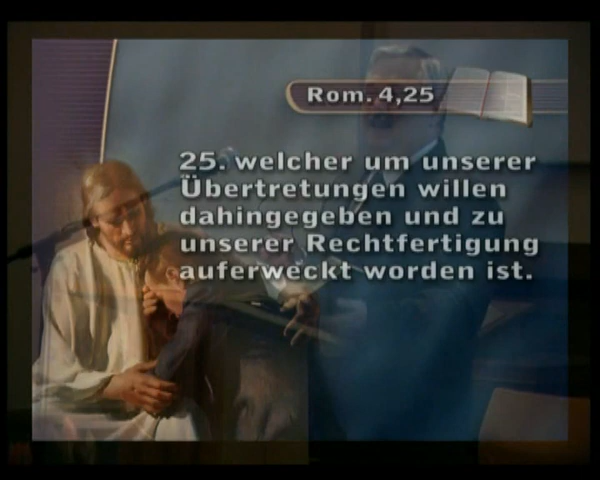 Rom. 4,25
25. welcher um unserer
Übertretungen willen
dahingegeben und zu
unserer Rechtfertigung
auferweckt worden ist.